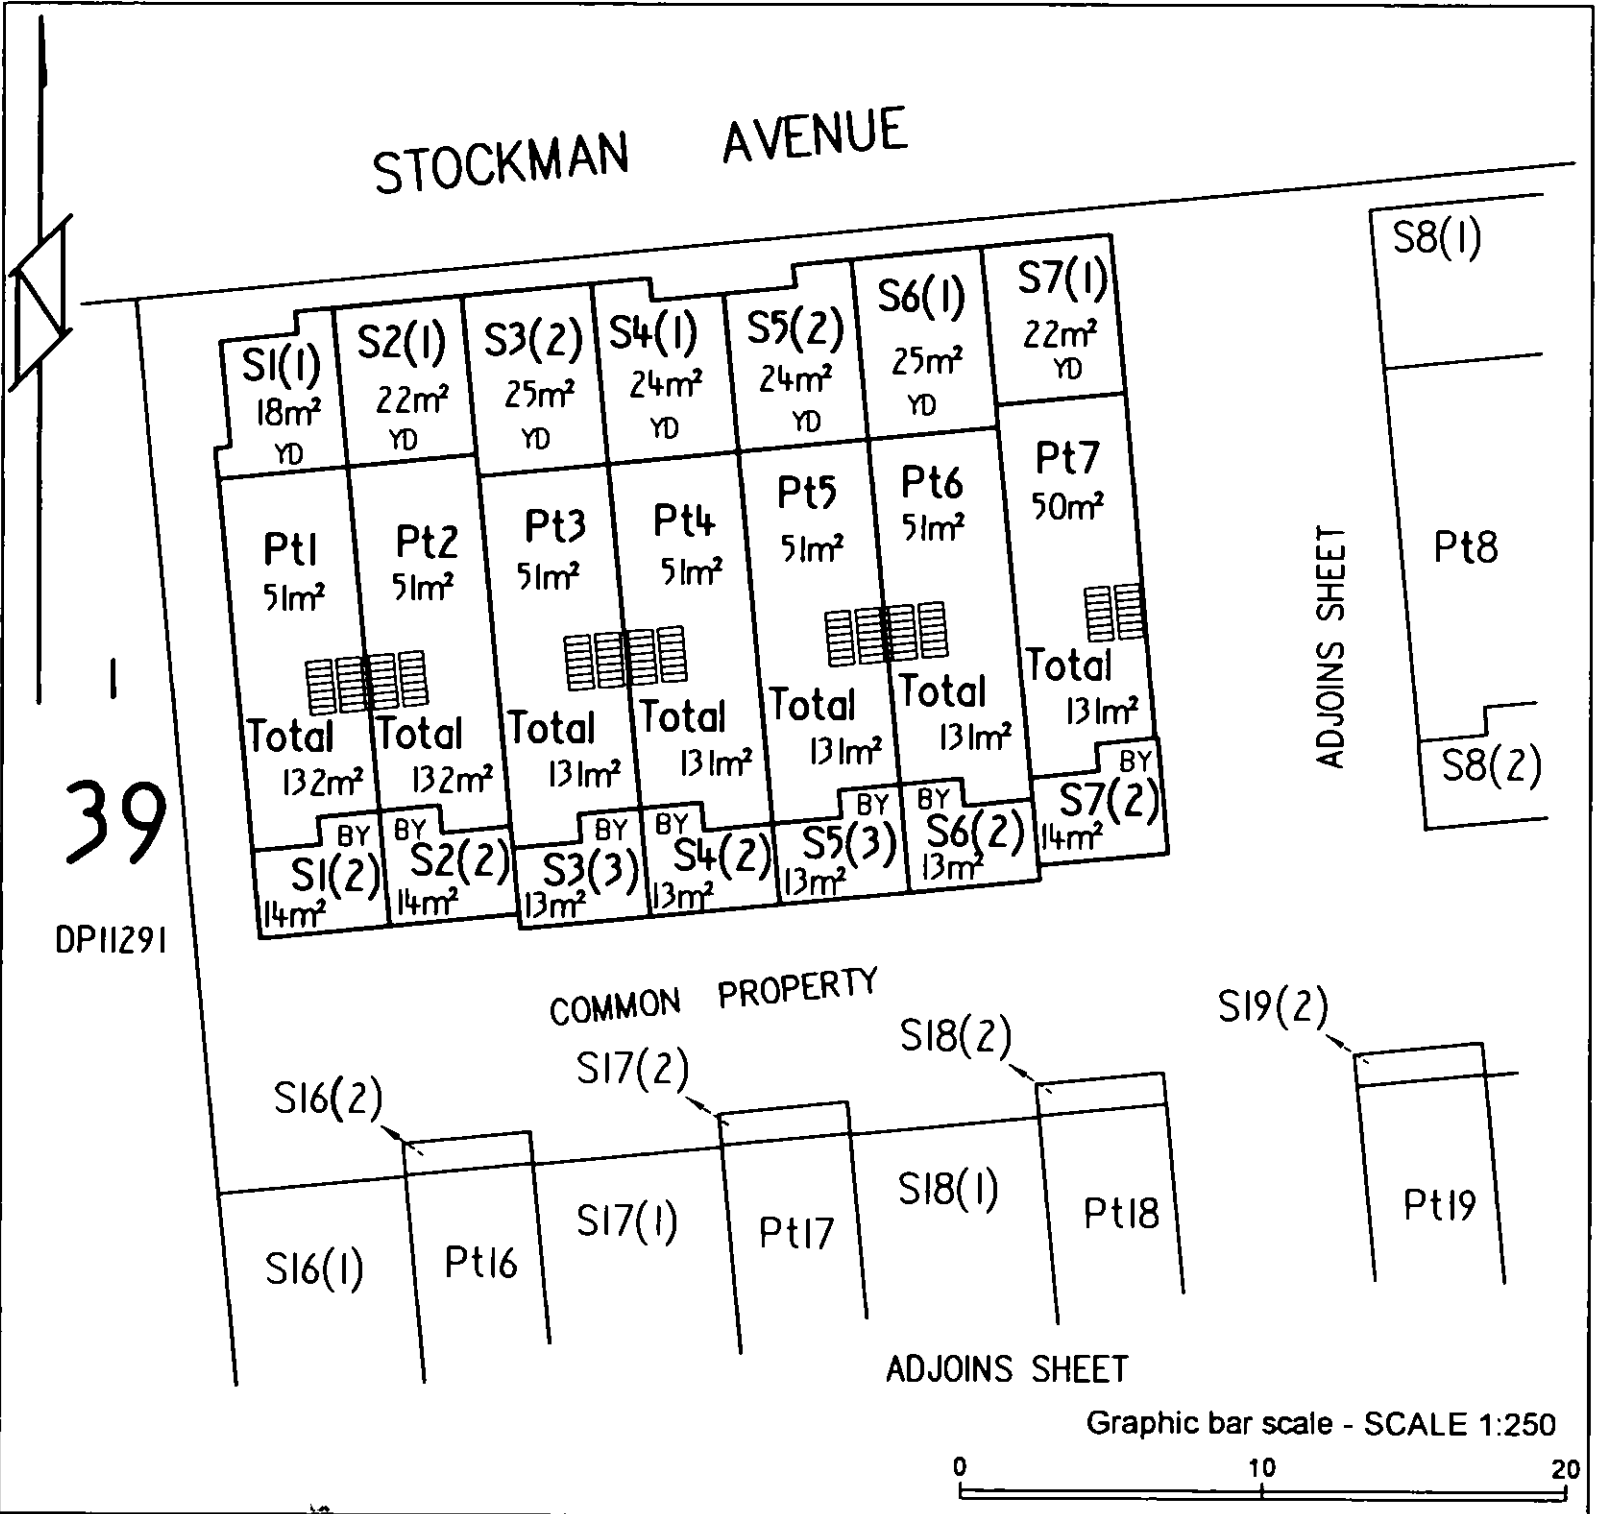 STOCKMAN AVENUE
S8(1)
S1(1)
18m²
YD
S2(1)
22m²
YD
S3(2)
25m²
YD
S4(1)
24m²
YD
S5(2)
24m²
YD
S6(1)
25m²
YD
S7(1)
22m²
YD
Pt1
51m²
Total
132m²
Pt2
51m²
Total
132m²
Pt3
51m²
Total
131m²
Pt4
51m²
Total
131m²
Pt5
51m²
Total
131m²
Pt6
51m²
Total
131m²
Pt7
50m²
Total
131m²
ADJOINS SHEET
Pt8
S8(2)
1
39
DP11291
BY
S1(2)
14m²
BY
S2(2)
14m²
BY
S3(3)
13m²
BY
S4(2)
13m²
BY
S5(3)
13m²
BY
S6(2)
13m²
BY
S7(2)
14m²
COMMON PROPERTY
S16(2)
S17(2)
S18(2)
S19(2)
S16(1)
Pt16
S17(1)
Pt17
S18(1)
Pt18
Pt19
ADJOINS SHEET
Graphic bar scale - SCALE 1:250
0 10 20